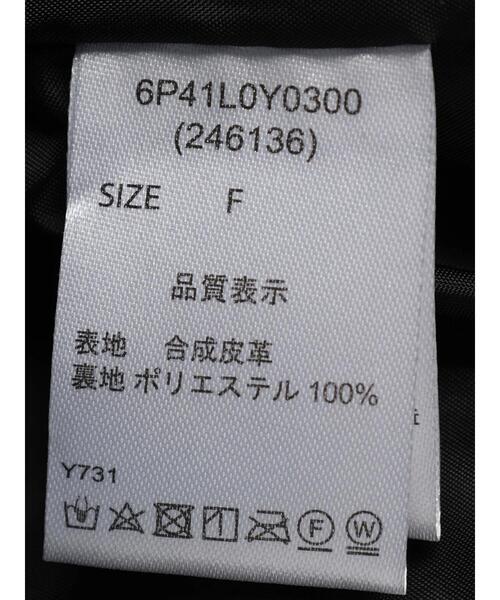 6P41L0Y0300
(246136)
SIZE F
品質表示
表地 合成皮革
裏地 ポリエステル 100%
Y731
F W